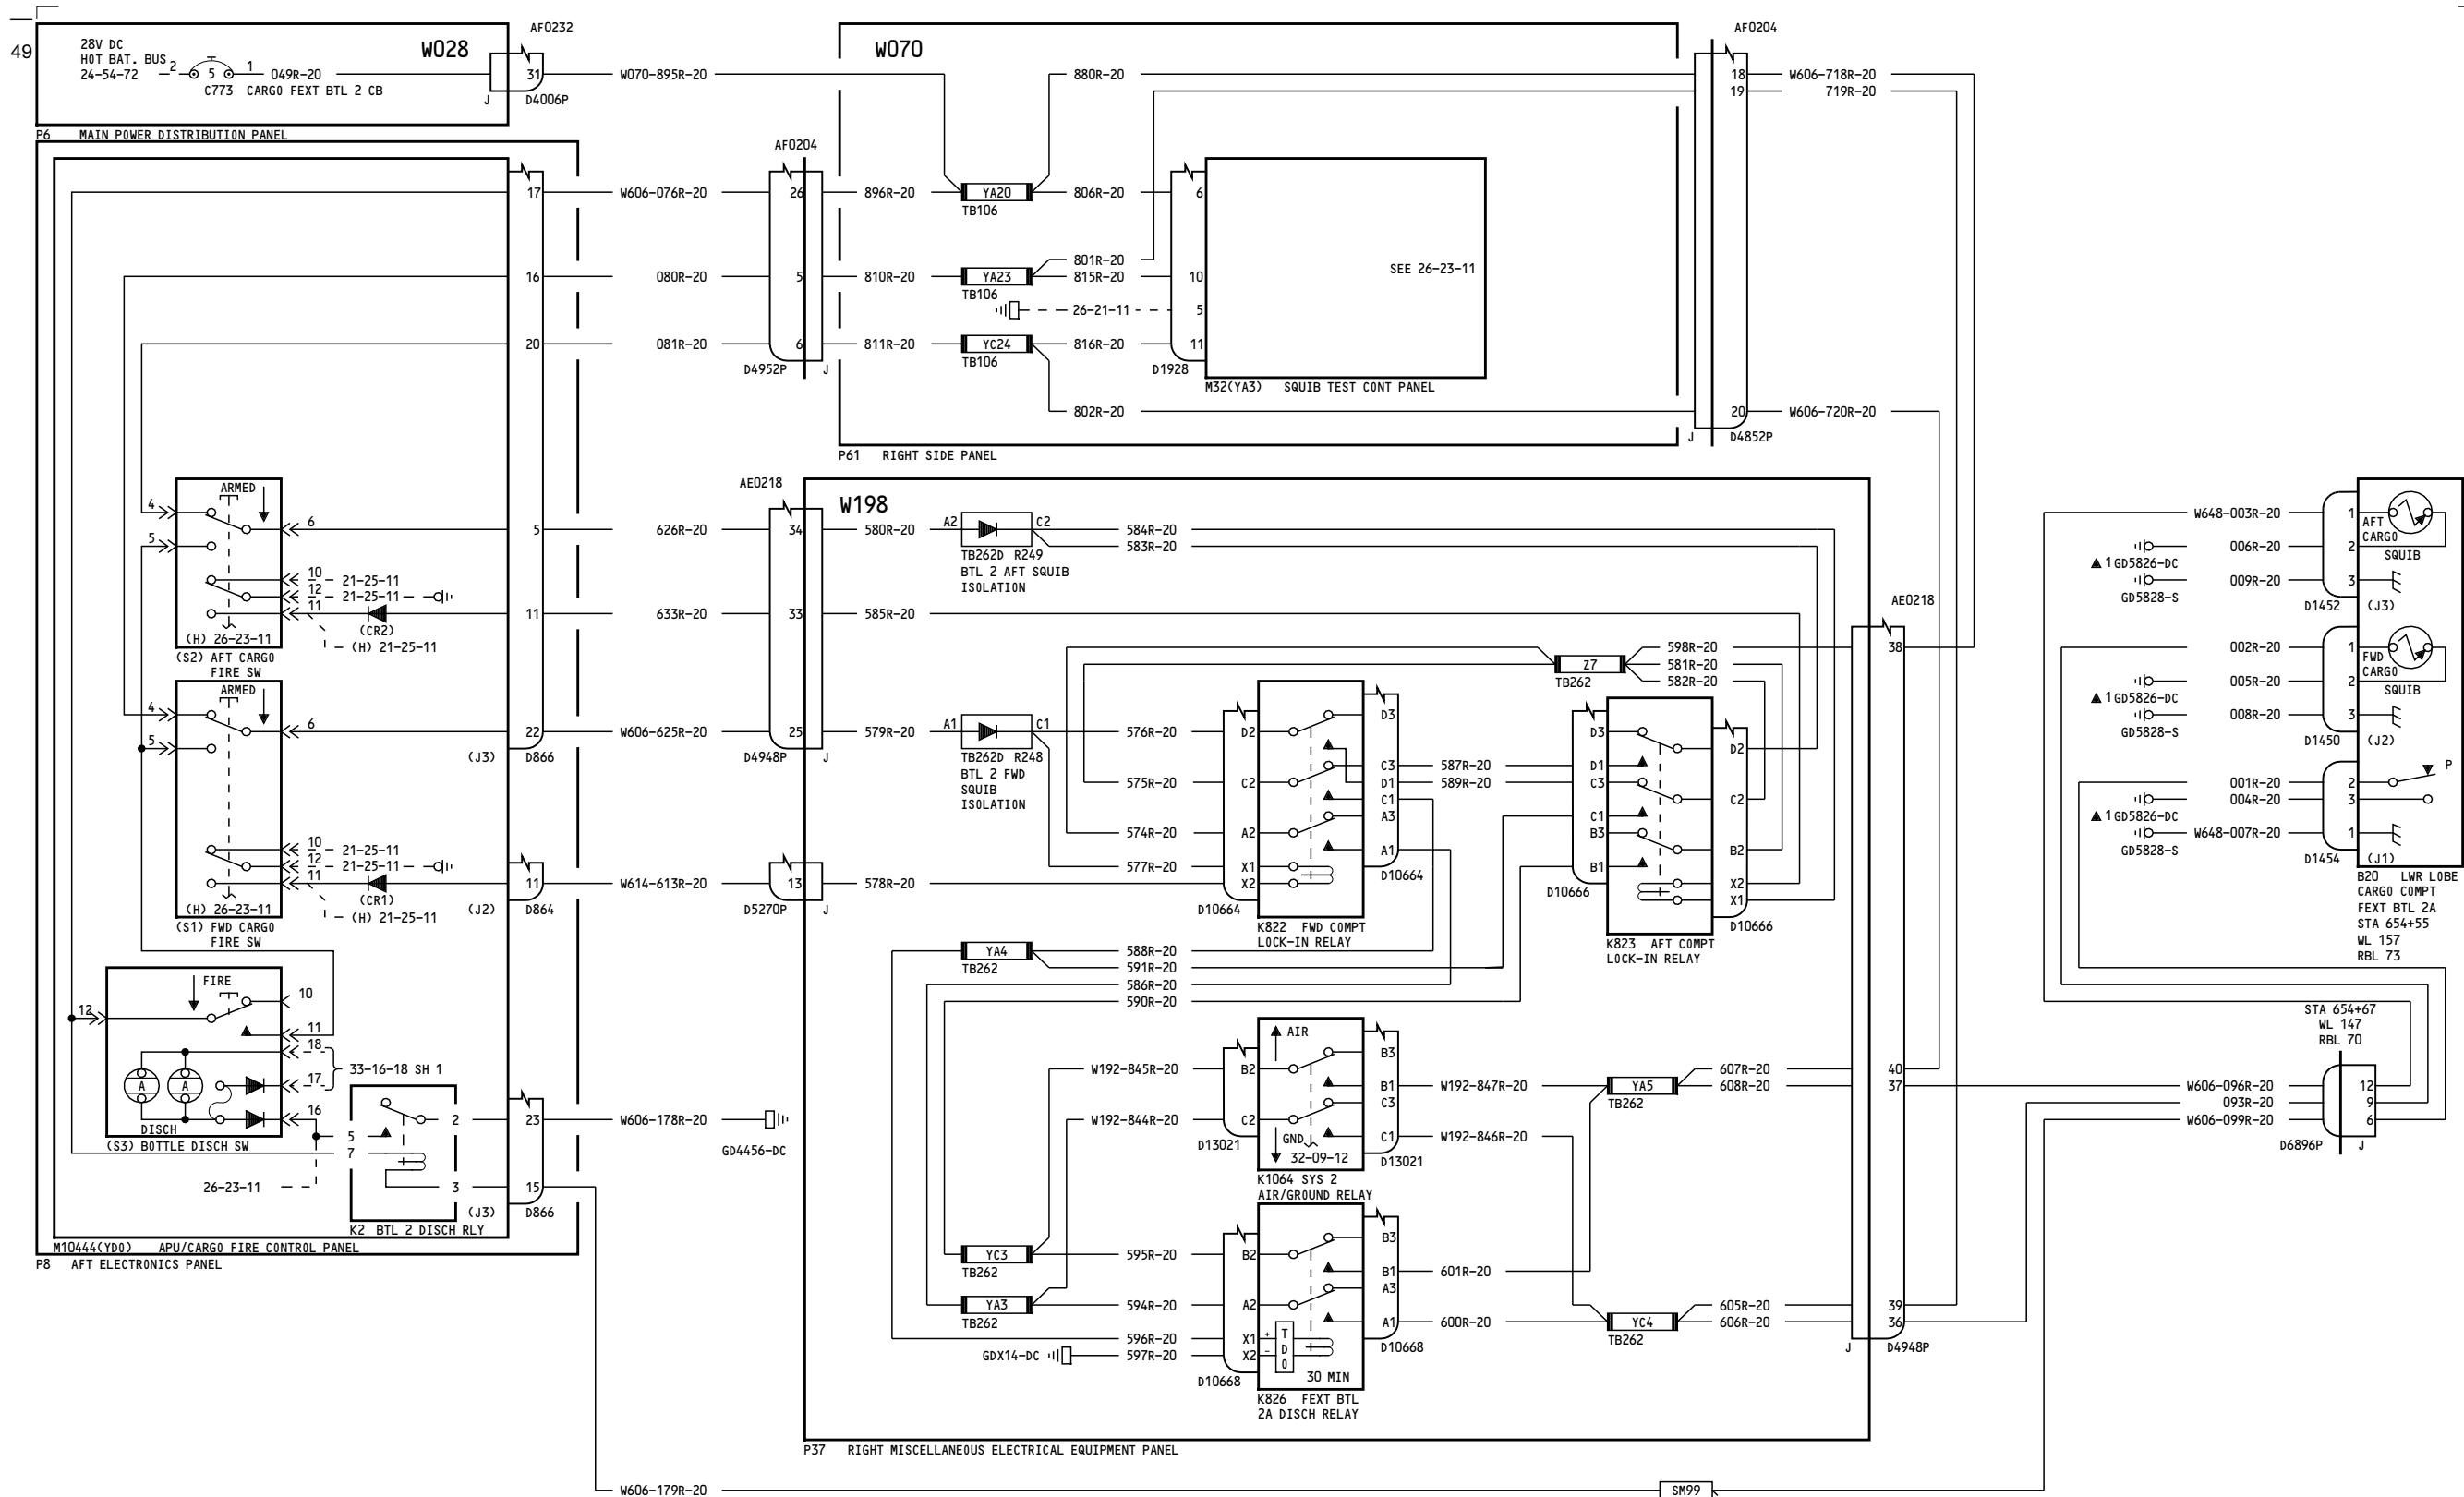 49
28V DC
HOT BAT. BUS
24-54-72
2
5
1
049R-20
C773 CARGO FEXT BTL 2 CB
W028
AF0232
31
J
D4006P
P6 MAIN POWER DISTRIBUTION PANEL
W070-895R-20
W070
880R-20
AF0204
18
19
W606-718R-20
719R-20
17
W606-076R-20
AF0204
26
896R-20
YA20
TB106
806R-20
6
16
080R-20
5
810R-20
YA23
TB106
801R-20
815R-20
10
26-21-11
5
SEE 26-23-11
20
081R-20
6
811R-20
YC24
TB106
816R-20
11
D4952P
J
D1928
M32(YA3) SQUIB TEST CONT PANEL
802R-20
20
W606-720R-20
J
D4852P
P61 RIGHT SIDE PANEL
ARMED
4
5
6
10
12
11
21-25-11
21-25-11
(CR2)
(H) 21-25-11
(H) 26-23-11
(S2) AFT CARGO
FIRE SW
ARMED
4
5
6
10
12
11
21-25-11
21-25-11
(CR1)
(H) 21-25-11
(H) 26-23-11
(S1) FWD CARGO
FIRE SW
5
11
22
(J3)
D866
11
(J2)
D864
626R-20
633R-20
W606-625R-20
W614-613R-20
AE0218
34
33
25
D4948P
J
13
D5270P
J
W198
580R-20
A2
C2
TB262D R249
BTL 2 AFT SQUIB
ISOLATION
584R-20
583R-20
585R-20
579R-20
A1
C1
TB262D R248
BTL 2 FWD
SQUIB
ISOLATION
578R-20
576R-20
575R-20
574R-20
577R-20
D2
C2
A2
X1
X2
D10664
D3
C3
D1
C1
A3
A1
D10664
K822 FWD COMPT
LOCK-IN RELAY
587R-20
589R-20
Z7
TB262
598R-20
581R-20
582R-20
D3
D1
C3
C1
B3
B1
D10666
D2
C2
B2
X2
X1
D10666
K823 AFT COMPT
LOCK-IN RELAY
AE0218
38
YA4
TB262
588R-20
591R-20
586R-20
590R-20
FIRE
12
10
11
18
17
16
33-16-18 SH 1
A
A
DISCH
(S3) BOTTLE DISCH SW
26-23-11
2
5
7
3
K2 BTL 2 DISCH RLY
23
15
(J3)
D866
W606-178R-20
GD4456-DC
M10444(YD0) APU/CARGO FIRE CONTROL PANEL
P8 AFT ELECTRONICS PANEL
W192-845R-20
W192-844R-20
B2
C2
D13021
AIR
GND
32-09-12
B3
B1
C3
C1
D13021
K1064 SYS 2
AIR/GROUND RELAY
W192-847R-20
W192-846R-20
YA5
TB262
607R-20
608R-20
40
37
YC3
TB262
YA3
TB262
595R-20
594R-20
596R-20
597R-20
GDX14-DC
B2
A2
X1
X2
D10668
+
-
T
D
O
30 MIN
B3
B1
A3
A1
D10668
K826 FEXT BTL
2A DISCH RELAY
601R-20
600R-20
YC4
TB262
605R-20
606R-20
39
36
J
D4948P
P37 RIGHT MISCELLANEOUS ELECTRICAL EQUIPMENT PANEL
W606-179R-20
SM99
W648-003R-20
006R-20
1 GD5826-DC
009R-20
GD5828-S
1
2
3
D1452
(J3)
AFT
CARGO
SQUIB
002R-20
005R-20
1 GD5826-DC
008R-20
GD5828-S
1
2
3
D1450
(J2)
FWD
CARGO
SQUIB
001R-20
004R-20
1 GD5826-DC
W648-007R-20
GD5828-S
2
3
1
D1454
(J1)
P
B20 LWR LOBE
CARGO COMPT
FEXT BTL 2A
STA 654+55
WL 157
RBL 73
STA 654+67
WL 147
RBL 70
W606-096R-20
093R-20
W606-099R-20
12
9
6
D6896P
J